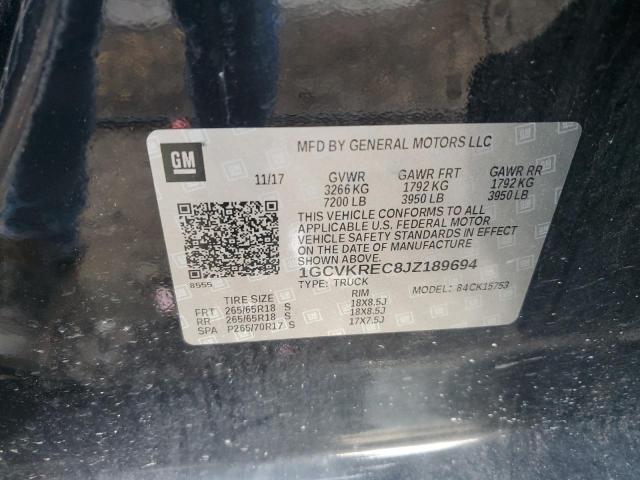 GM
MFD BY GENERAL MOTORS LLC
11/17 GVWR GAWR FRT GAWR RR
3266 KG 1792 KG 1792 KG
7200 LB 3950 LB 3950 LB
THIS VEHICLE CONFORMS TO ALL
APPLICABLE U.S. FEDERAL MOTOR
VEHICLE SAFETY STANDARDS IN EFFECT
ON THE DATE OF MANUFACTURE
SHOWN ABOVE.
8555 1GCVKREC8JZ189694
TYPE: TRUCK MODEL: 84CK15753
TIRE SIZE RIM
FRT 265/65R18 S 18X8.5J
RR 265/65R18 S 18X8.5J
SPA P265/70R17 S 17X7.5J